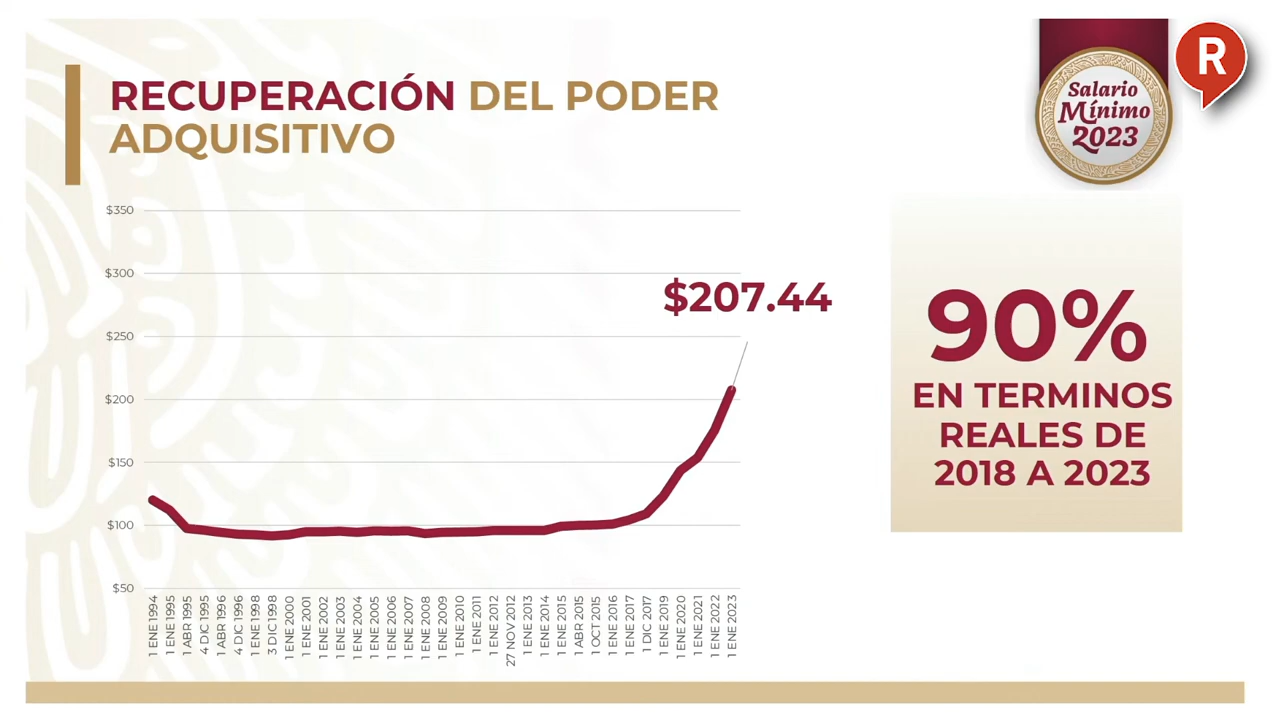 RECUPERACIÓN DEL PODER
ADQUISITIVO
Salario
Mínimo
2023
R
$350
$300
$250
$200
$150
$100
$50
$207.44
90%
EN TERMINOS
REALES DE
2018 A 2023
1 ENE 1994
1 ENE 1995
1 ABR 1995
4 DIC 1995
1 ABR 1996
4 DIC 1996
1 ENE 1998
3 DIC 1998
1 ENE 2000
1 ENE 2001
1 ENE 2002
1 ENE 2003
1 ENE 2004
1 ENE 2005
1 ENE 2006
1 ENE 2007
1 ENE 2008
1 ENE 2009
1 ENE 2010
1 ENE 2011
1 ENE 2012
27 NOV 2012
1 ENE 2013
1 ENE 2014
1 ENE 2015
1 ABR 2015
1 OCT 2015
1 ENE 2016
1 ENE 2017
1 DIC 2017
1 ENE 2019
1 ENE 2020
1 ENE 2021
1 ENE 2022
1 ENE 2023